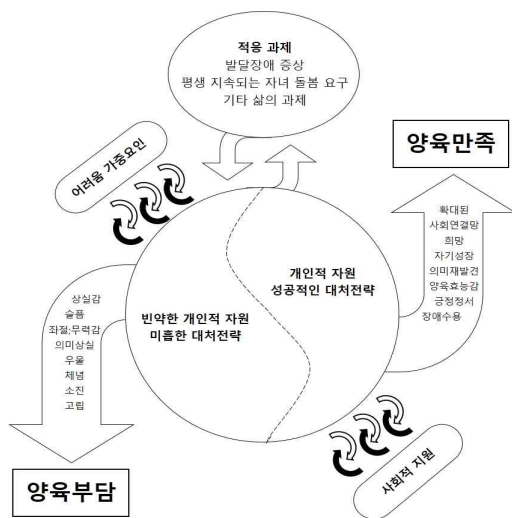 적응 과제
발달장애 증상
평생 지속되는 자녀 돌봄 요구
기타 삶의 과제
어려움 가중요인
양육만족
확대된
사회연결망
희망
자기성장
의미재발견
양육효능감
긍정정서
장애수용
개인적 자원
성공적인 대처전략
빈약한 개인적 자원
미흡한 대처전략
상실감
슬픔
좌절;무력감
의미상실
우울
체념
소진
고립
양육부담
사회적 지원